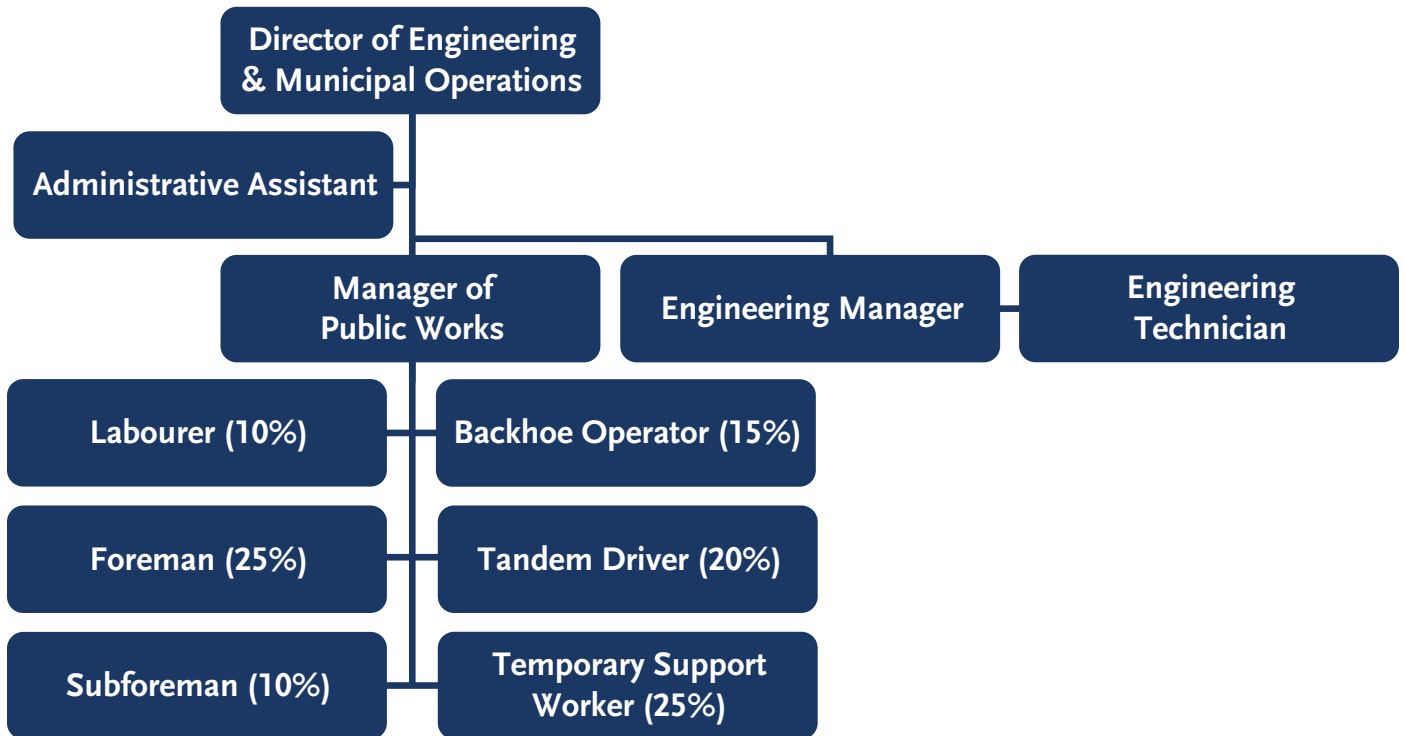 Director of Engineering
& Municipal Operations
Administrative Assistant
Manager of
Public Works
Engineering Manager
Engineering
Technician
Labourer (10%)
Backhoe Operator (15%)
Foreman (25%)
Tandem Driver (20%)
Subforeman (10%)
Temporary Support
Worker (25%)